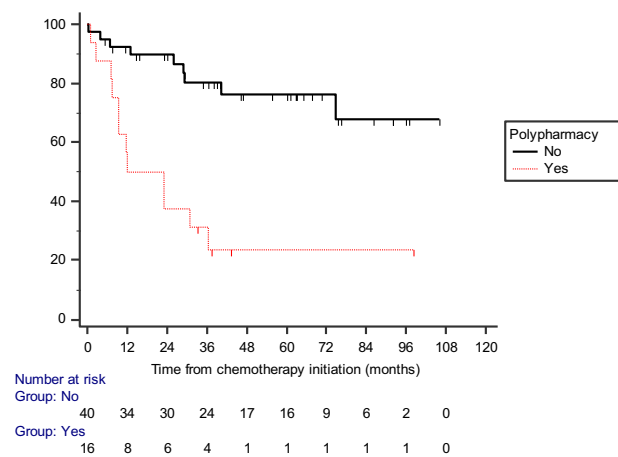 100
80
60
40
20
0
0 12 24 36 48 60 72 84 96 108 120
Time from chemotherapy initiation (months)
Polypharmacy
No
Yes
Number at risk
Group: No
40 34 30 24 17 16 9 6 2 0
Group: Yes
16 8 6 4 1 1 1 1 1 0